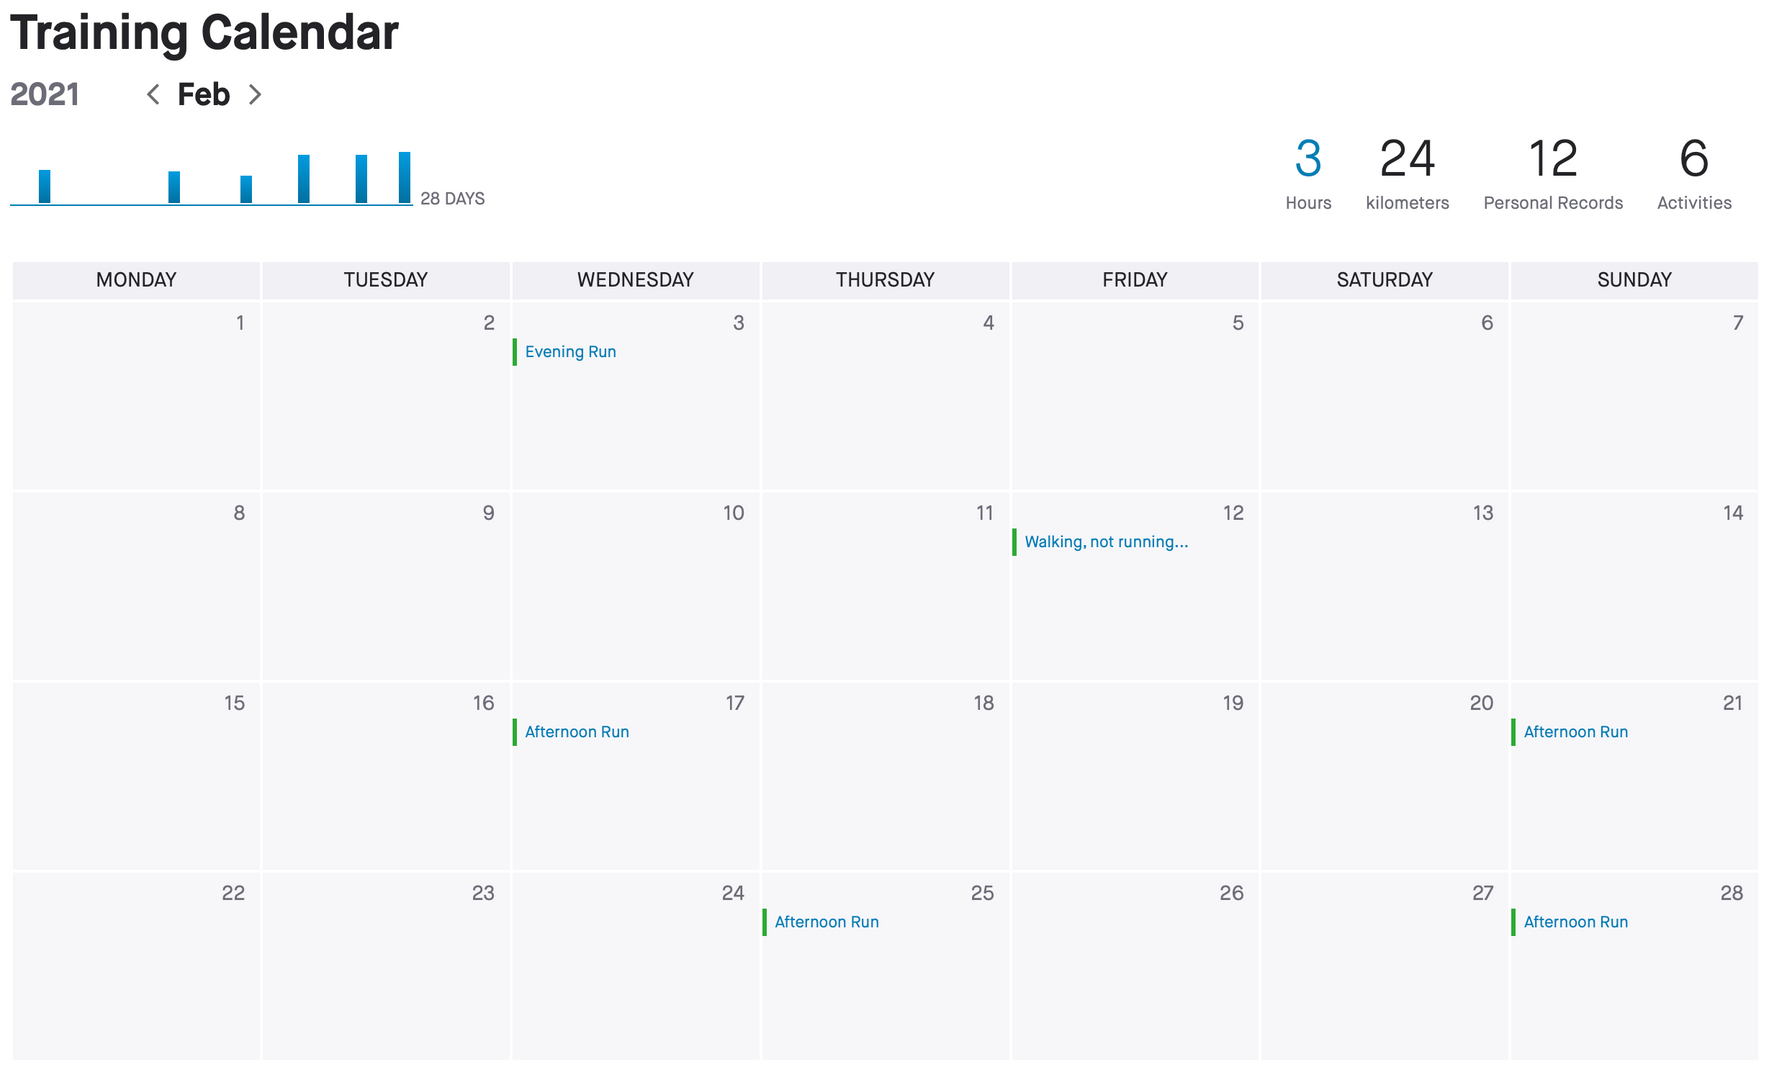 Training Calendar
2021 < Feb >
28 DAYS
3 24 12 6
Hours kilometers Personal Records Activities
MONDAY TUESDAY WEDNESDAY THURSDAY FRIDAY SATURDAY SUNDAY
1 2 3 4 5 6 7
Evening Run
8 9 10 11 12 13 14
Walking, not running...
15 16 17 18 19 20 21
Afternoon Run Afternoon Run
22 23 24 25 26 27 28
Afternoon Run Afternoon Run